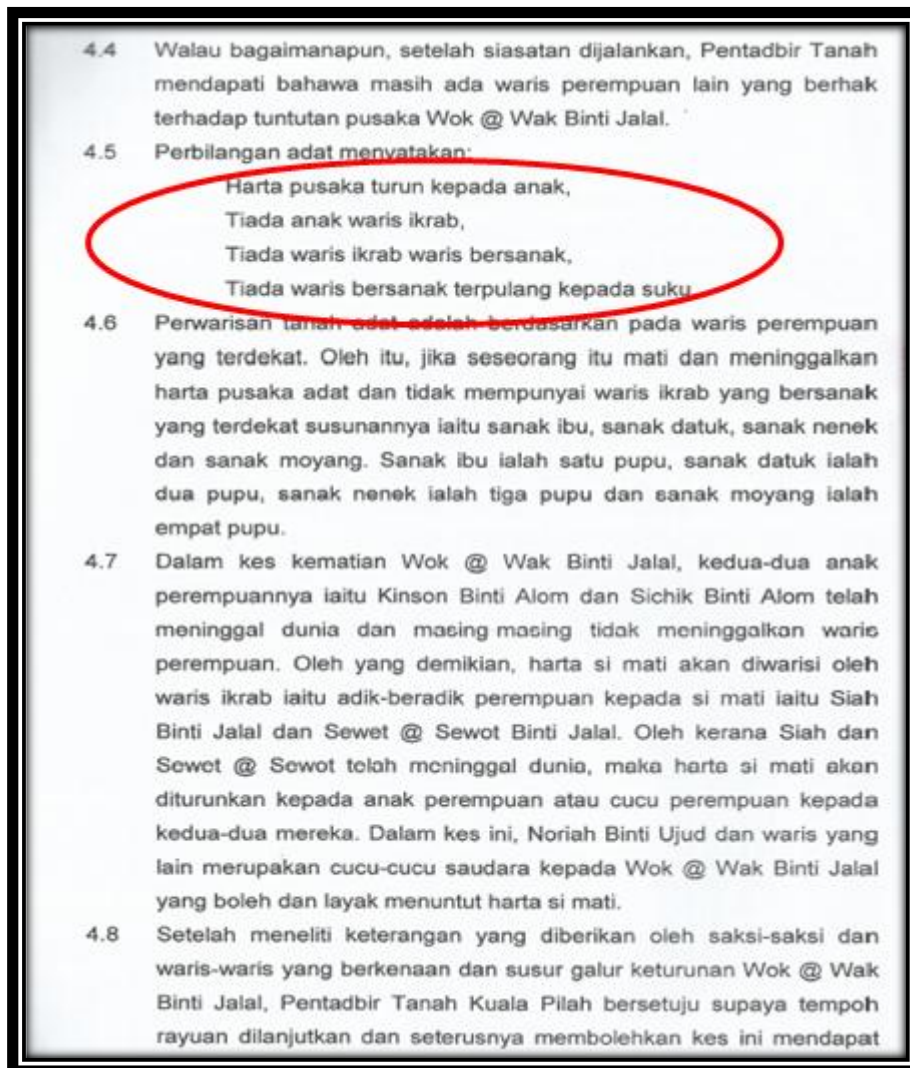 4.4 Walau bagaimanapun, setelah siasatan dijalankan, Pentadbir Tanah
mendapati bahawa masih ada waris perempuan lain yang berhak
terhadap tuntutan pusaka Wok @ Wak Binti Jalal.
4.5 Perbilangan adat menyatakan:
Harta pusaka turun kepada anak,
Tiada anak waris ikrab,
Tiada waris ikrab waris bersanak,
Tiada waris bersanak terpulang kepada suku
4.6 Perwarisan tanah adat adalah berdasarkan pada waris perempuan
yang terdekat. Oleh itu, jika seseorang itu mati dan meninggalkan
harta pusaka adat dan tidak mempunyai waris ikrab yang bersanak
yang terdekat susunannya iaitu sanak ibu, sanak datuk, sanak nenek
dan sanak moyang. Sanak ibu ialah satu pupu, sanak datuk ialah
dua pupu, sanak nenek ialah tiga pupu dan sanak moyang ialah
empat pupu.
4.7 Dalam kes kematian Wok @ Wak Binti Jalal, kedua-dua anak
perempuannya iaitu Kinson Binti Alom dan Sichik Binti Alom telah
meninggal dunia dan masing masing tidak meninggalkan waris
perempuan. Oleh yang demikian, harta si mati akan diwarisi oleh
waris ikrab iaitu adik-beradik perempuan kepada si mati iaitu Siah
Binti Jalal dan Sewet @ Sewot Binti Jalal. Oleh kerana Siah dan
Sewet @ Sewot telah meninggal dunia, maka harta si mati akan
diturunkan kepada anak perempuan atau cucu perempuan kepada
kedua-dua mereka. Dalam kes ini, Noriah Binti Ujud dan waris yang
lain merupakan cucu-cucu saudara kepada Wok @ Wak Binti Jalal
yang boleh dan layak menuntut harta si mati.
4.8 Setelah meneliti keterangan yang diberikan oleh saksi-saksi dan
waris-waris yang berkenaan dan susur galur keturunan Wok @ Wak
Binti Jalal, Pentadbir Tanah Kuala Pilah bersetuju supaya tempoh
rayuan dilanjutkan dan seterusnya membolehkan kes ini mendapat